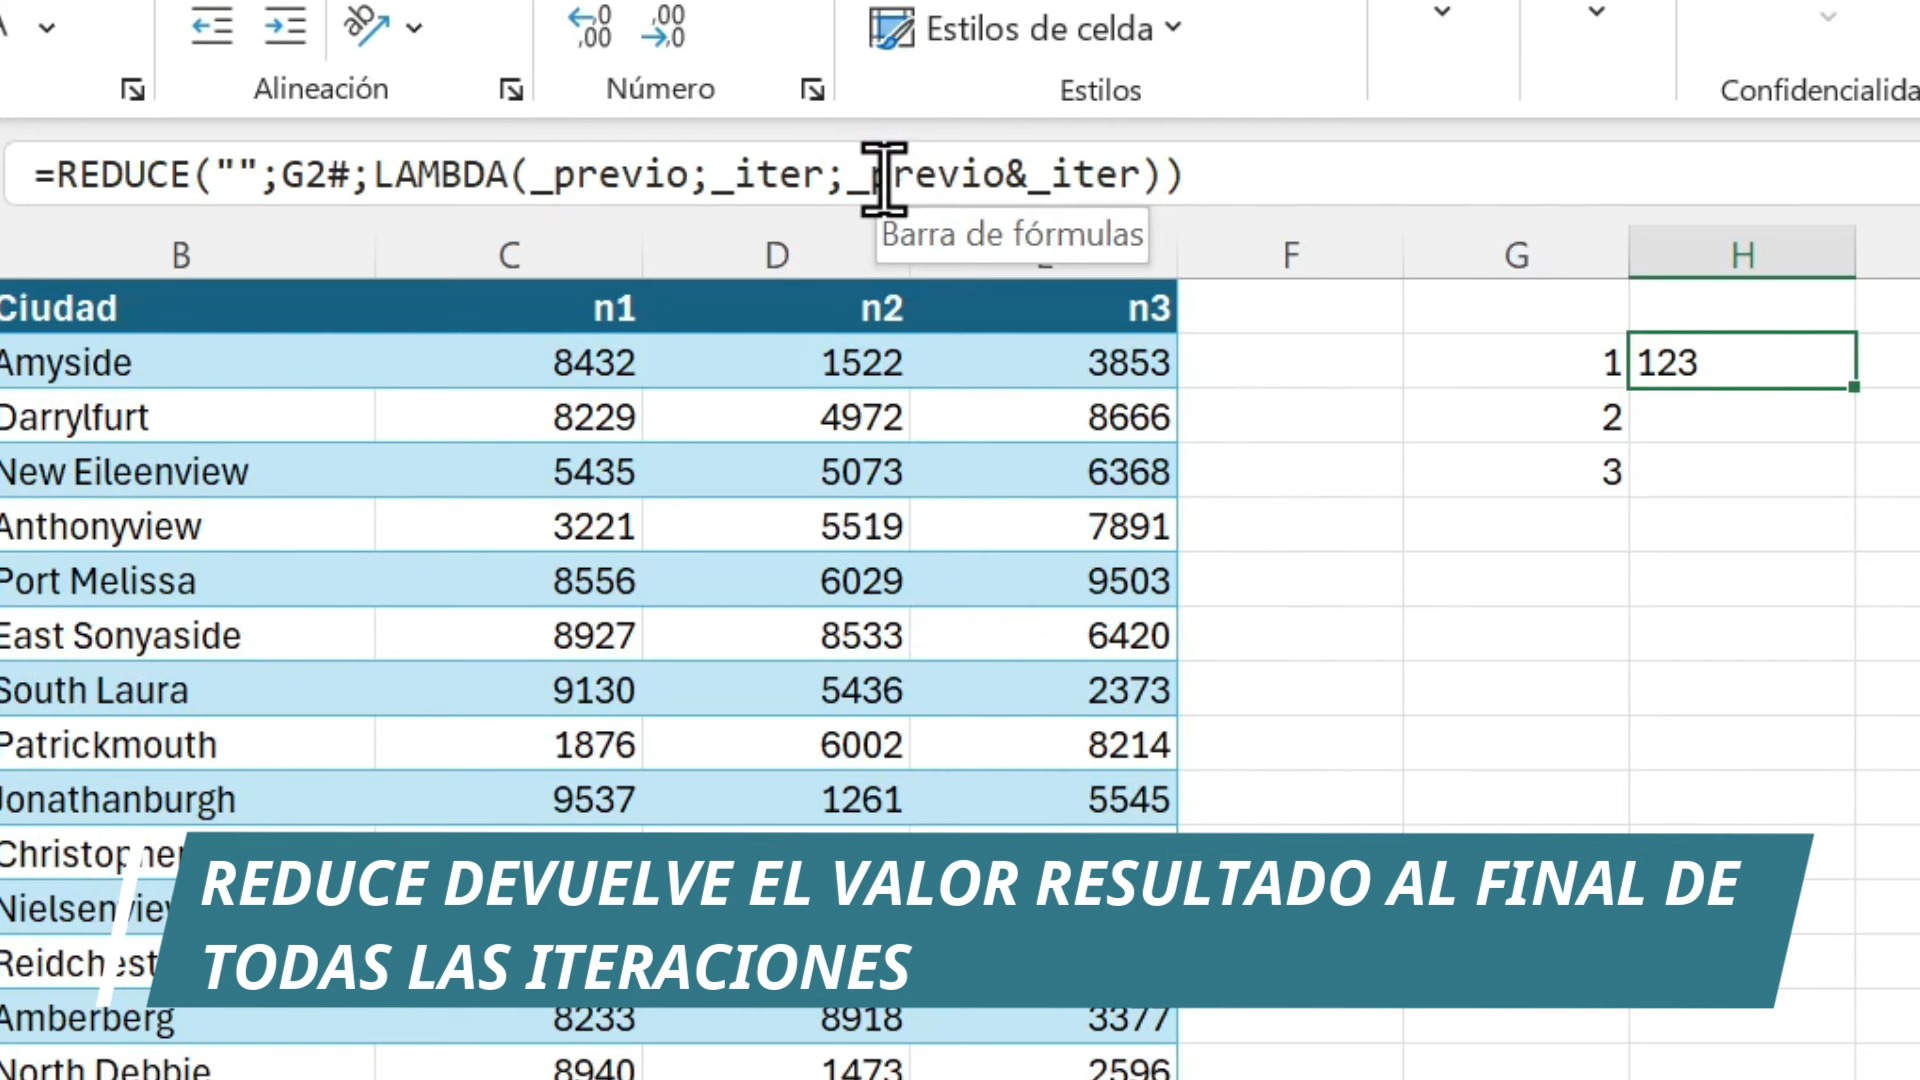 Estilos de celda
Alineación Número Estilos
=REDUCE("";G2#;LAMBDA(_previo;_iter;_previo&_iter))
Barra de fórmulas
B C D F G H
Ciudad n1 n2 n3
Amyside 8432 1522 3853 1 123
Darrylfurt 8229 4972 8666 2
New Eileenview 5435 5073 6368 3
Anthonyview 3221 5519 7891
Port Melissa 8556 6029 9503
East Sonyaside 8927 8533 6420
South Laura 9130 5436 2373
Patrickmouth 1876 6002 8214
Jonathanburgh 9537 1261 5545
REDUCE DEVUELVE EL VALOR RESULTADO AL FINAL DE
TODAS LAS ITERACIONES
Amberberg 8233 8918 3377
North Debbie 8940 1473 2596